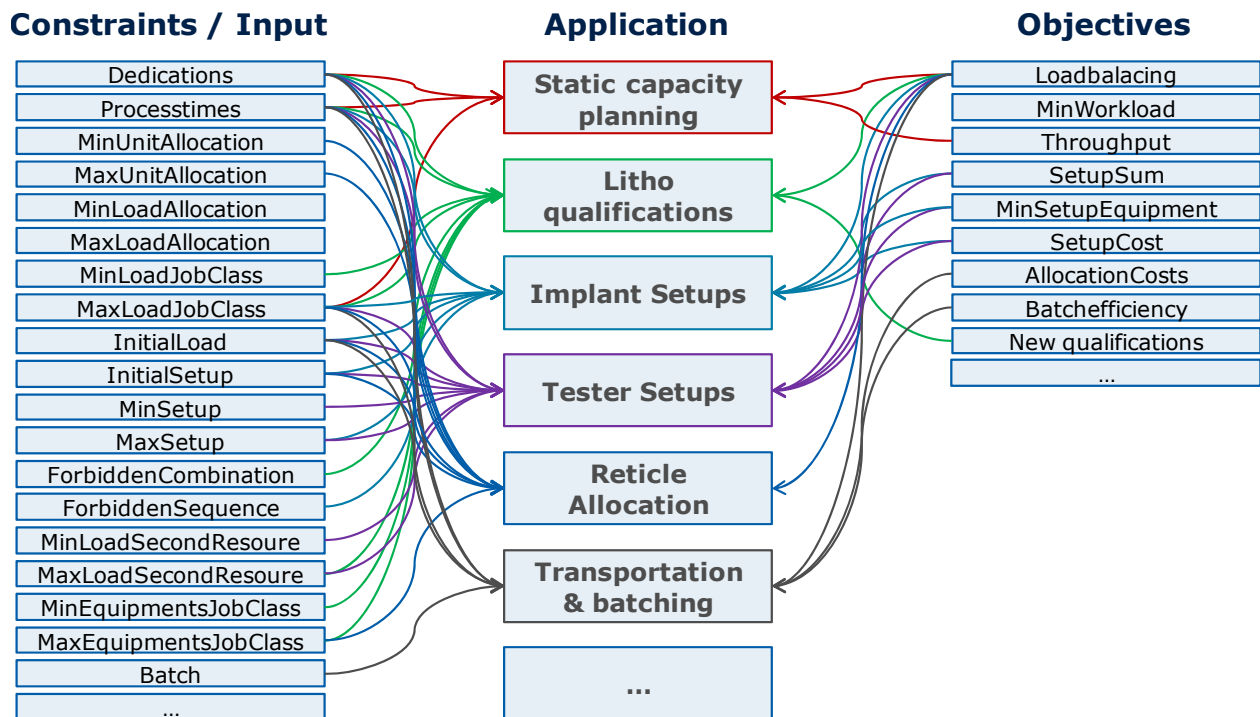 Constraints / Input
Application
Objectives
Dedications
Processtimes
MinUnitAllocation
MaxUnitAllocation
MinLoadAllocation
MaxLoadAllocation
MinLoadJobClass
MaxLoadJobClass
InitialLoad
InitialSetup
MinSetup
MaxSetup
ForbiddenCombination
ForbiddenSequence
MinLoadSecondResoure
MaxLoadSecondResoure
MinEquipmentsJobClass
MaxEquipmentsJobClass
Batch
...
Static capacity
planning
Litho
qualifications
Implant Setups
Tester Setups
Reticle
Allocation
Transportation
& batching
...
Loadbalacing
MinWorkload
Throughput
SetupSum
MinSetupEquipment
SetupCost
AllocationCosts
Batchefficiency
New qualifications
...